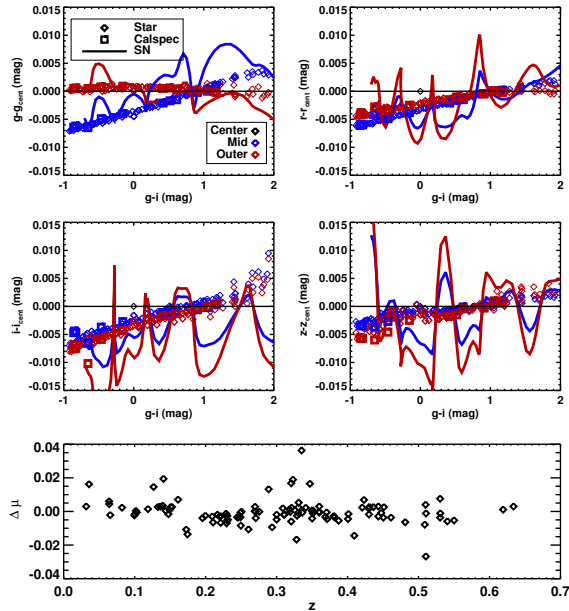 Star
Calspec
SN
Center
Mid
Outer
g-g_cent (mag)
0.015
0.010
0.005
0.000
-0.005
-0.010
-0.015
-1 0 1 2
g-i (mag)
r-r_cent (mag)
0.015
0.010
0.005
0.000
-0.005
-0.010
-0.015
-1 0 1 2
g-i (mag)
i-i_cent (mag)
0.015
0.010
0.005
0.000
-0.005
-0.010
-0.015
-1 0 1 2
g-i (mag)
z-z_cent (mag)
0.015
0.010
0.005
0.000
-0.005
-0.010
-0.015
-1 0 1 2
g-i (mag)
Δ μ
0.04
0.02
0.00
-0.02
-0.04
0.0 0.1 0.2 0.3 0.4 0.5 0.6 0.7
z